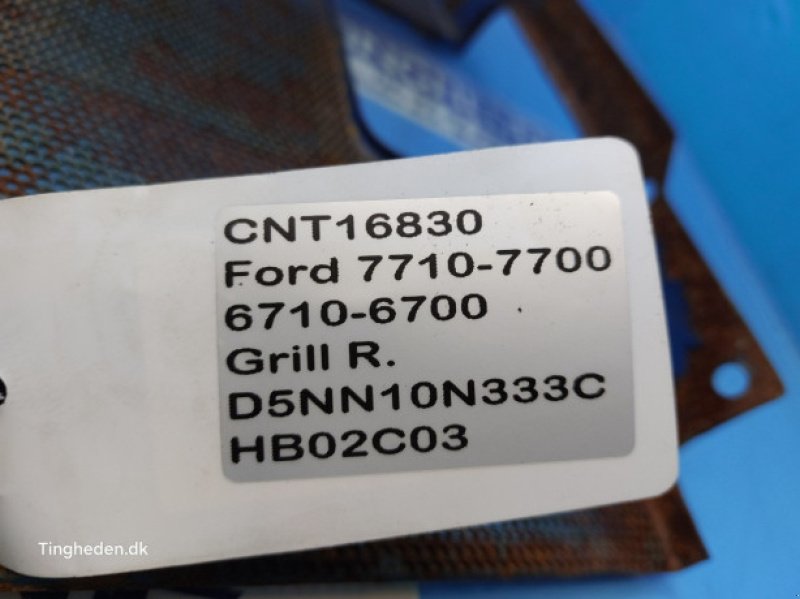 CNT16830
Ford 7710-7700
6710-6700
Grill R.
D5NN10N333C
HB02C03
Tingheden.dk